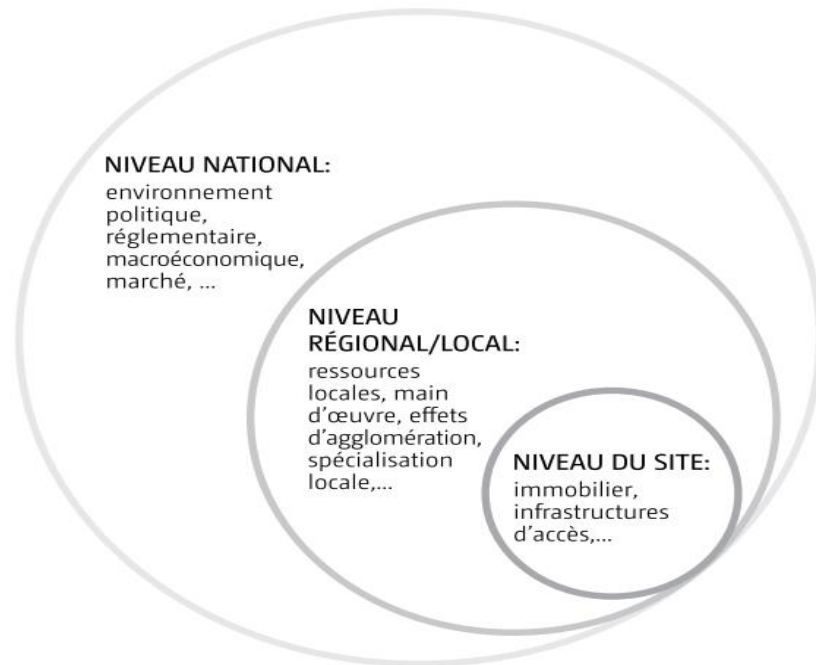 NIVEAU NATIONAL:
environnement
politique,
réglementaire,
macroéconomique,
marché, ...
NIVEAU
RÉGIONAL/LOCAL:
ressources
locales, main
d’œuvre, effets
d’agglomération,
spécialisation
locale,...
NIVEAU DU SITE:
immobilier,
infrastructures
d’accès,...